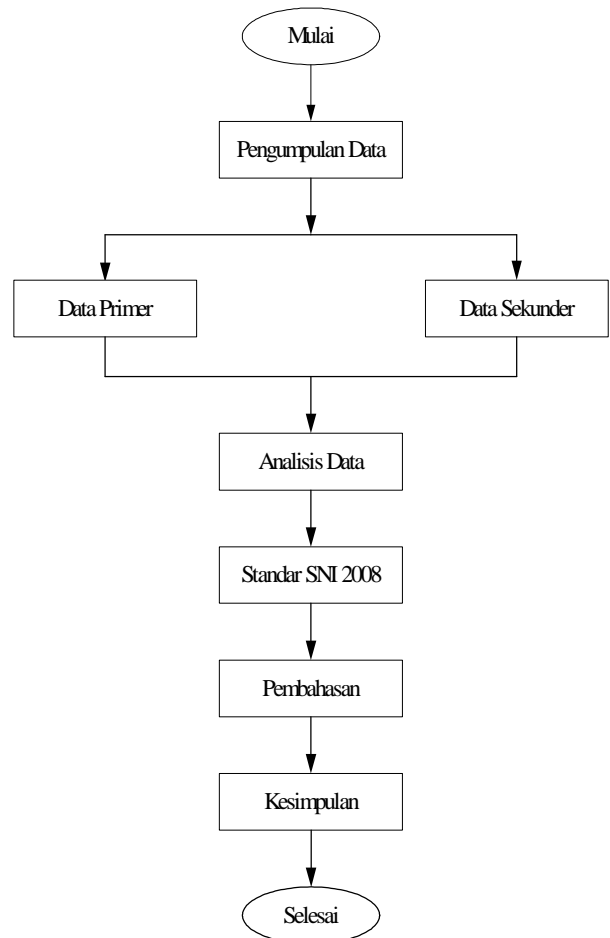 Mulai
Pengumpulan Data
Data Primer
Data Sekunder
Analisis Data
Standar SNI 2008
Pembahasan
Kesimpulan
Selesai